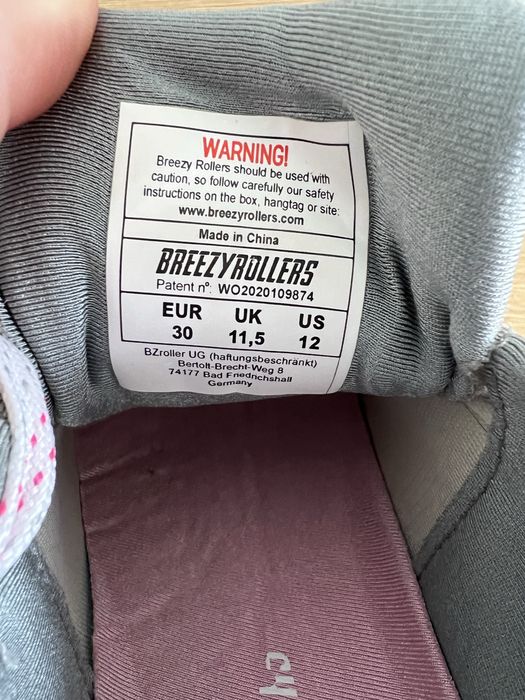 WARNING!
Breezy Rollers should be used with
caution, so follow carefully our safety
instructions on the box, hangtag or site:
www.breezyrollers.com
Made in China
BREEZYROLLERS
Patent nº: WO2020109874
EUR UK US
30 11,5 12
BZroller UG (haftungsbeschränkt)
Bertolt-Brecht-Weg 8
74177 Bad Friedrichshall
Germany